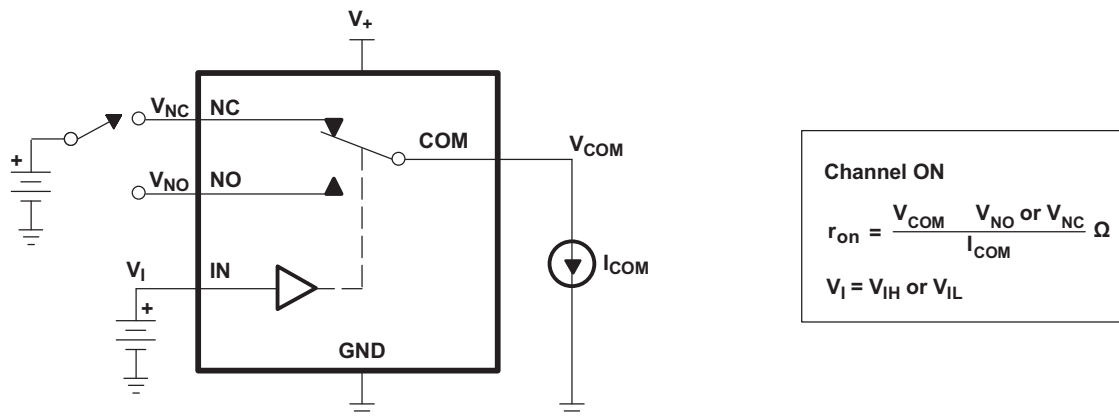 V+
VNC NC
COM
VCOM
+
VNO NO
VI IN
+
ICOM
GND
Channel ON
ron = VCOM VNO or VNC / ICOM Ω
VI = VIH or VIL